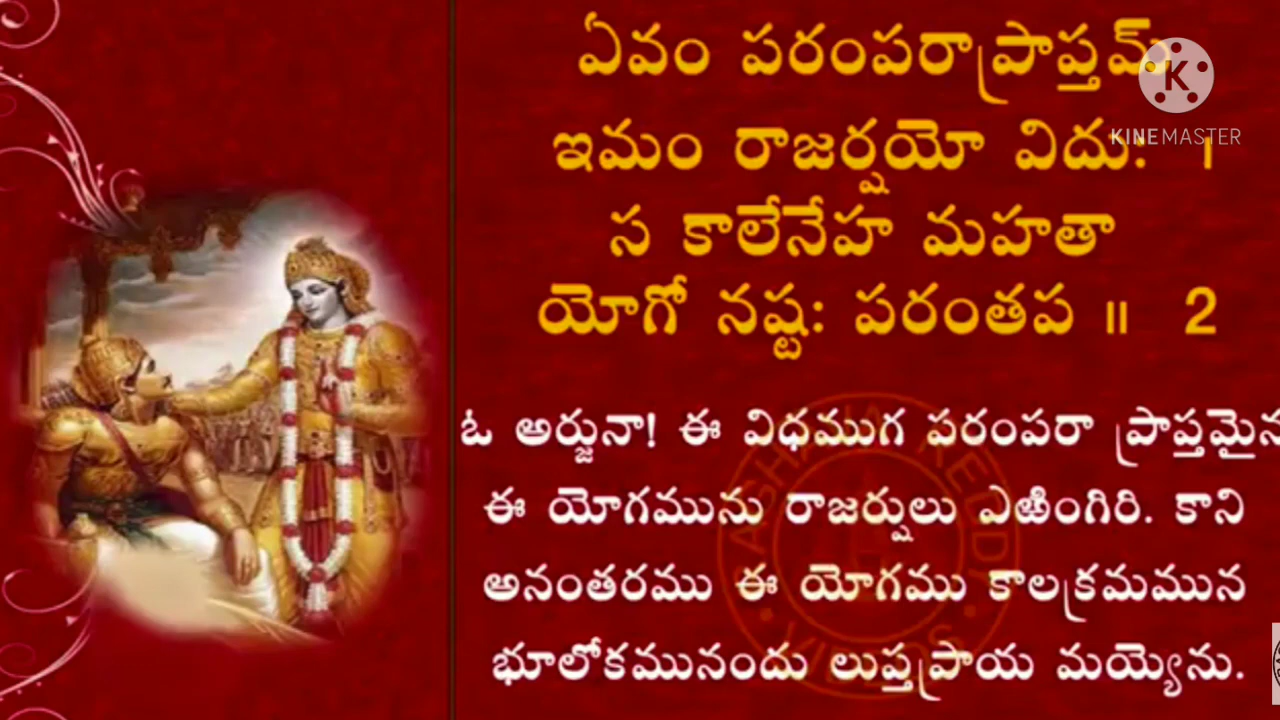 ఏవం పరంపరాప్రాప్తమ్
ఇమం రాజర్షయో విదుః ।
స కాలేనేహ మహతా
యోగో నష్టః పరంతప ॥ 2
ఓ అర్జునా! ఈ విధముగ పరంపరా ప్రాప్తమైన
ఈ యోగమును రాజర్షులు ఎఱింగిరి. కాని
అనంతరము ఈ యోగము కాలక్రమమున
భూలోకమునందు లుప్తప్రాయ మయ్యెను.
K
KINEMASTER